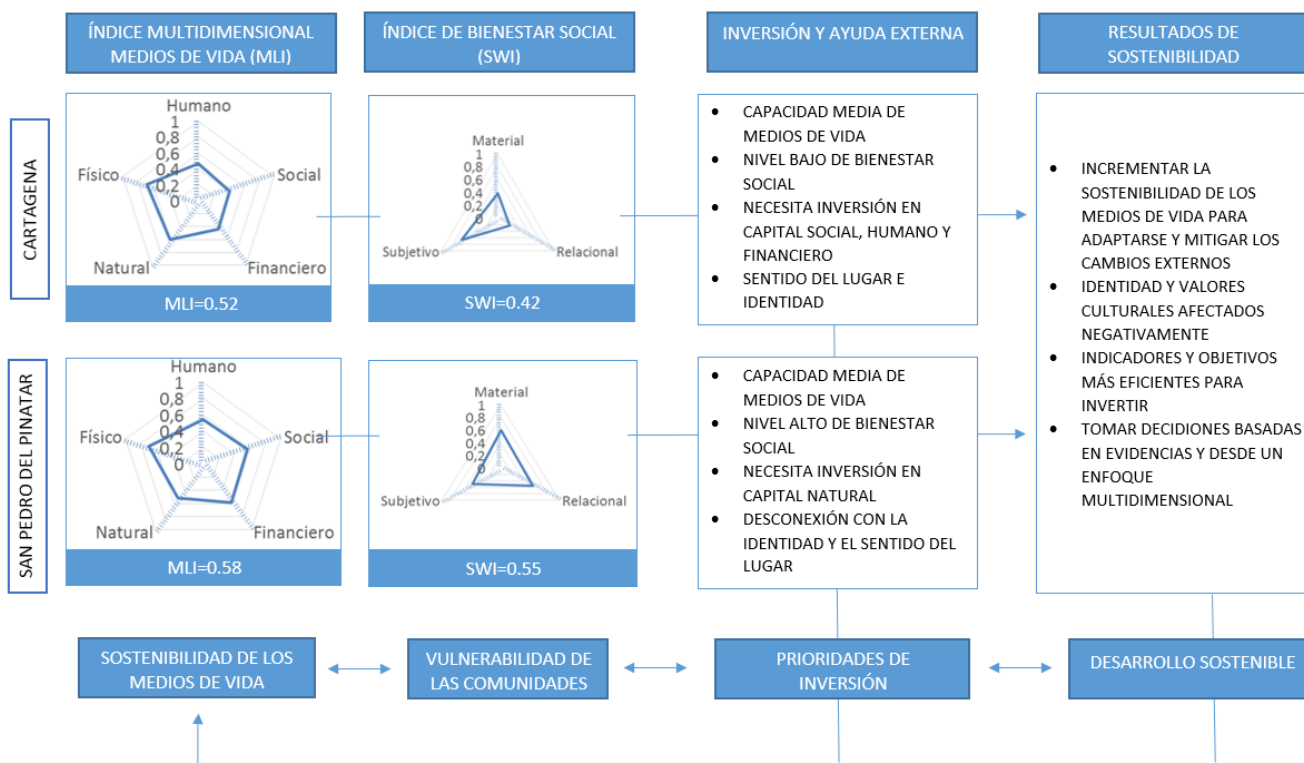 ÍNDICE MULTIDIMENSIONAL
MEDIOS DE VIDA (MLI)
ÍNDICE DE BIENESTAR SOCIAL
(SWI)
INVERSIÓN Y AYUDA EXTERNA
RESULTADOS DE
SOSTENIBILIDAD
CARTAGENA
Humano
1
0,8
0,6
0,4
0,2
0
Físico
Social
Natural
Financiero
MLI=0.52
Material
1
0,8
0,6
0,4
0,2
0
Subjetivo
Relacional
SWI=0.42
• CAPACIDAD MEDIA DE
MEDIOS DE VIDA
• NIVEL BAJO DE BIENESTAR
SOCIAL
• NECESITA INVERSIÓN EN
CAPITAL SOCIAL, HUMANO Y
FINANCIERO
• SENTIDO DEL LUGAR E
IDENTIDAD
SAN PEDRO DEL PINATAR
Humano
1
0,8
0,6
0,4
0,2
0
Físico
Social
Natural
Financiero
MLI=0.58
Material
1
0,8
0,6
0,4
0,2
0
Subjetivo
Relacional
SWI=0.55
• CAPACIDAD MEDIA DE
MEDIOS DE VIDA
• NIVEL ALTO DE BIENESTAR
SOCIAL
• NECESITA INVERSIÓN EN
CAPITAL NATURAL
• DESCONEXIÓN CON LA
IDENTIDAD Y EL SENTIDO DEL
LUGAR
• INCREMENTAR LA
SOSTENIBILIDAD DE LOS
MEDIOS DE VIDA PARA
ADAPTARSE Y MITIGAR LOS
CAMBIOS EXTERNOS
• IDENTIDAD Y VALORES
CULTURALES AFECTADOS
NEGATIVAMENTE
• INDICADORES Y OBJETIVOS
MÁS EFICIENTES PARA
INVERTIR
• TOMAR DECIDIONES BASADAS
EN EVIDENCIAS Y DESDE UN
ENFOQUE
MULTIDIMENSIONAL
SOSTENIBILIDAD DE LOS
MEDIOS DE VIDA
VULNERABILIDAD DE
LAS COMUNIDADES
PRIORIDADES DE
INVERSIÓN
DESARROLLO SOSTENIBLE